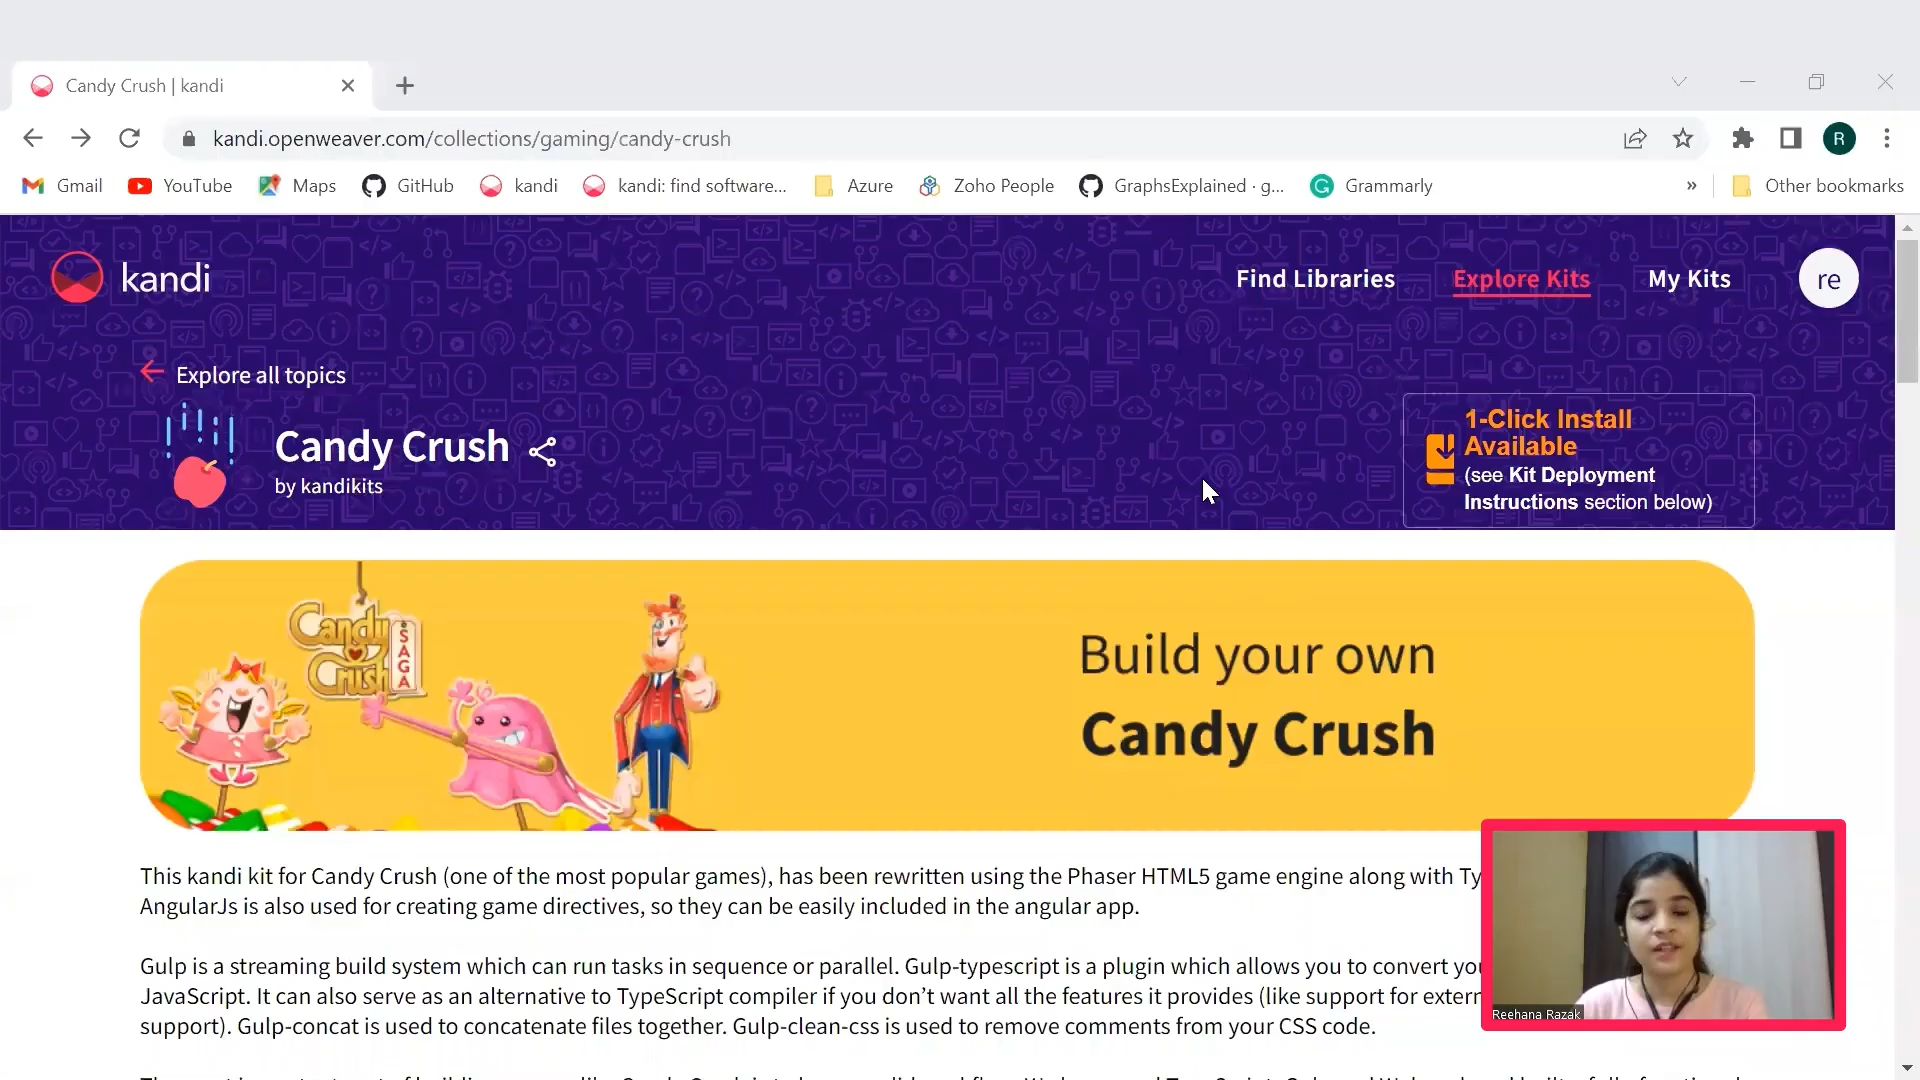 Candy Crush | kandi
kandi.openweaver.com/collections/gaming/candy-crush
R
Gmail
YouTube
Maps
GitHub
kandi
kandi: find software...
Azure
Zoho People
GraphsExplained · g...
Grammarly
»
Other bookmarks
kandi
Find Libraries
Explore Kits
My Kits
re
Explore all topics
Candy Crush
by kandikits
1-Click Install
Available
(see Kit Deployment
Instructions section below)
Candy
Crush
SAGA
Build your own
Candy Crush
This kandi kit for Candy Crush (one of the most popular games), has been rewritten using the Phaser HTML5 game engine along with Ty
AngularJs is also used for creating game directives, so they can be easily included in the angular app.
Gulp is a streaming build system which can run tasks in sequence or parallel. Gulp-typescript is a plugin which allows you to convert you
JavaScript. It can also serve as an alternative to TypeScript compiler if you don't want all the features it provides (like support for extern
support). Gulp-concat is used to concatenate files together. Gulp-clean-css is used to remove comments from your CSS code.
Reehana Razak